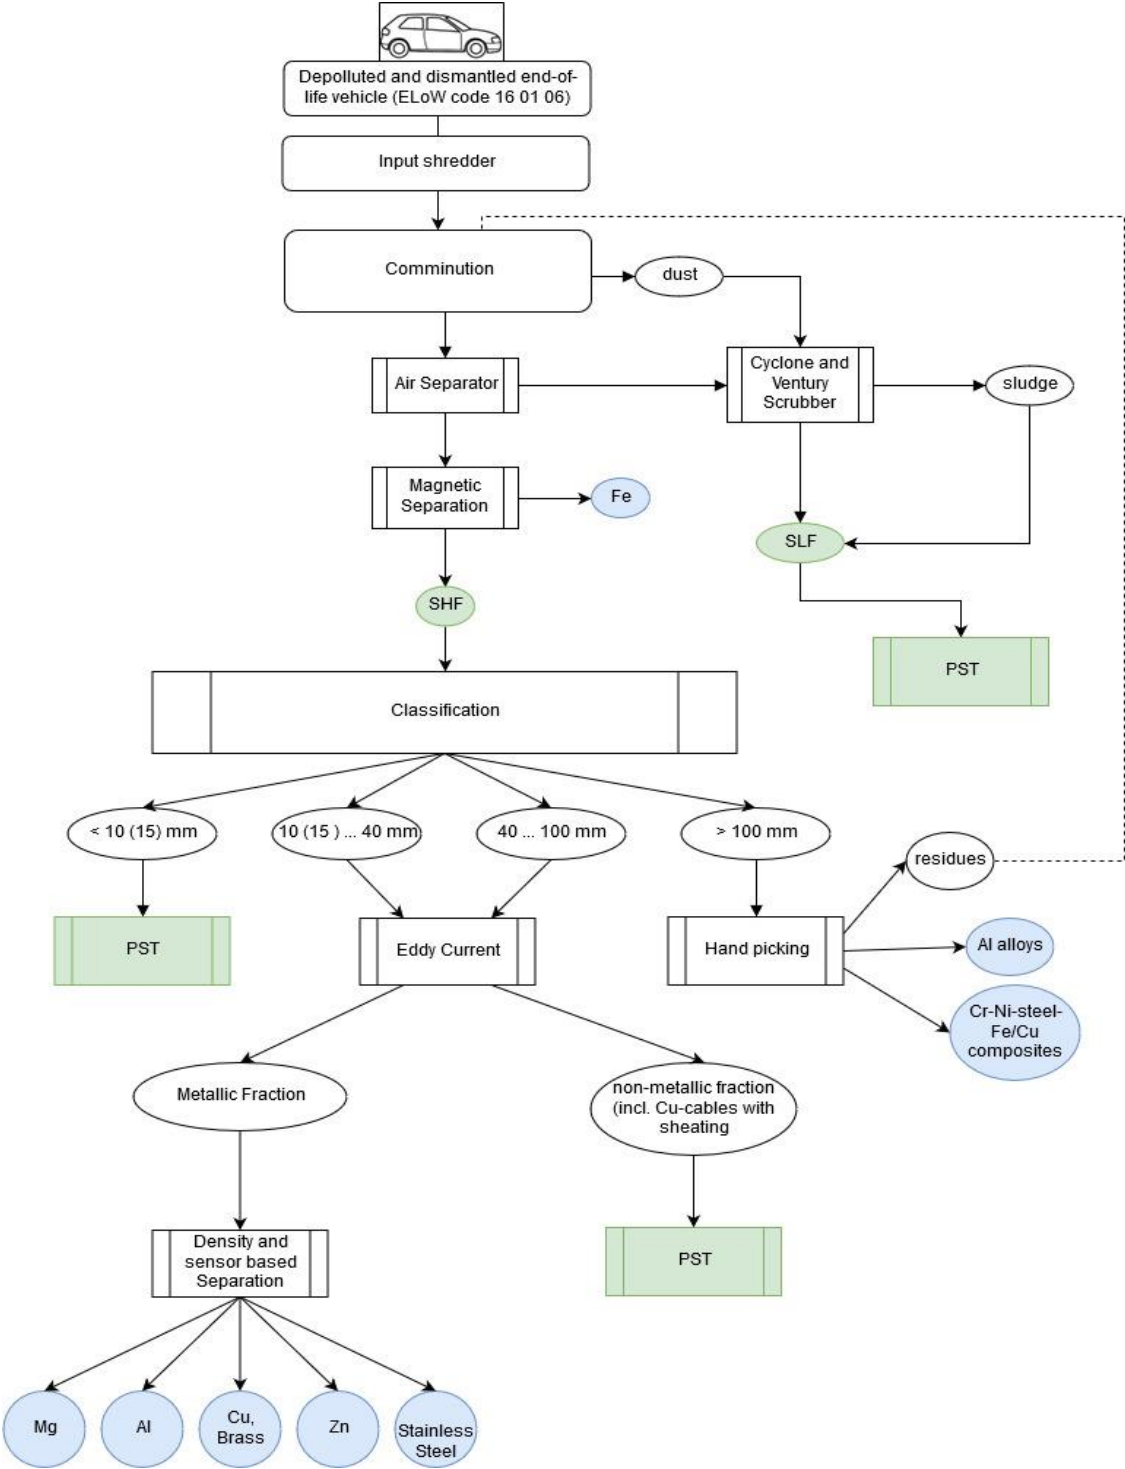 Depolluted and dismantled end-of-
life vehicle (ELoW code 16 01 06)
Input shredder
Comminution
dust
Air Separator
Cyclone and
Ventury
Scrubber
sludge
Magnetic
Separation
Fe
SLF
SHF
PST
Classification
< 10 (15) mm
10 (15 ) ... 40 mm
40 ... 100 mm
> 100 mm
residues
PST
Eddy Current
Hand picking
Al alloys
Cr-Ni-steel-
Fe/Cu
composites
Metallic Fraction
non-metallic fraction
(incl. Cu-cables with
sheating
Density and
sensor based
Separation
PST
Mg
Al
Cu,
Brass
Zn
Stainless
Steel